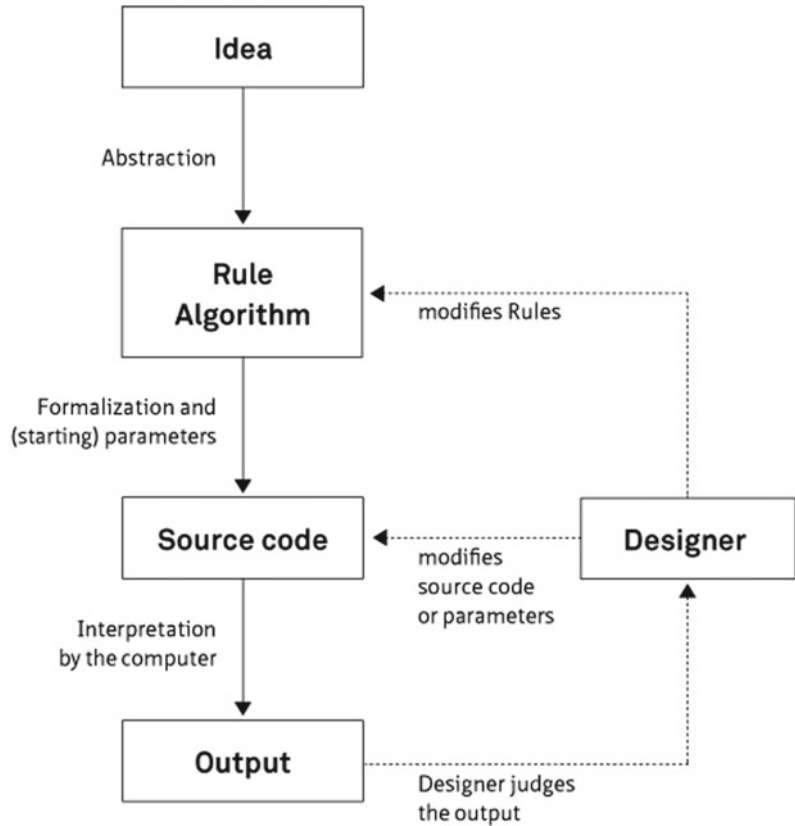 Idea
Abstraction
Rule
Algorithm
modifies Rules
Formalization and
(starting) parameters
Source code
Designer
modifies
source code
or parameters
Interpretation
by the computer
Output
Designer judges
the output